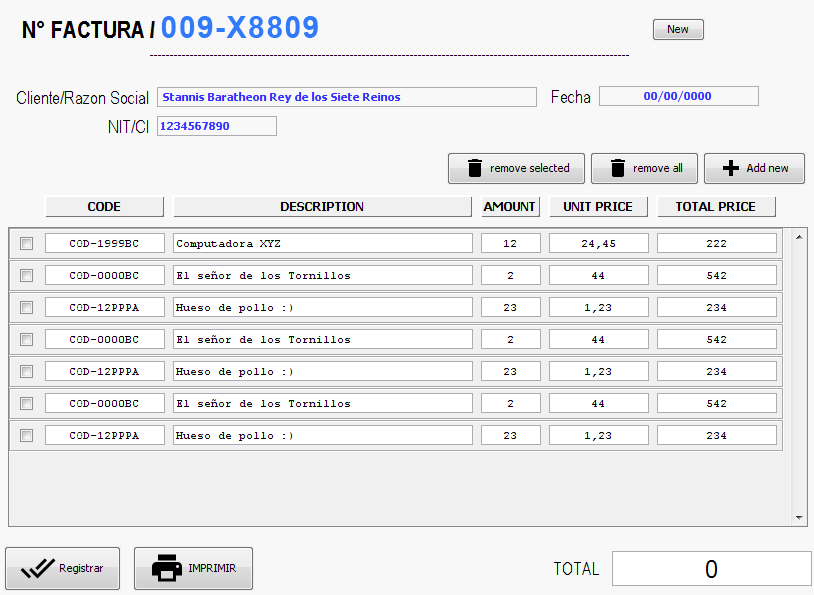 N° FACTURA / 009-X8809 New
Cliente/Razon Social Stannis Baratheon Rey de los Siete Reinos Fecha 00/00/0000
NIT/CI 1234567890
remove selected remove all Add new
CODE DESCRIPTION AMOUNT UNIT PRICE TOTAL PRICE
COD-1999BC Computadora XYZ 12 24,45 222
COD-0000BC El señor de los Tornillos 2 44 542
COD-12PPPA Hueso de pollo :) 23 1,23 234
COD-0000BC El señor de los Tornillos 2 44 542
COD-12PPPA Hueso de pollo :) 23 1,23 234
COD-0000BC El señor de los Tornillos 2 44 542
COD-12PPPA Hueso de pollo :) 23 1,23 234
Registrar IMPRIMIR TOTAL 0